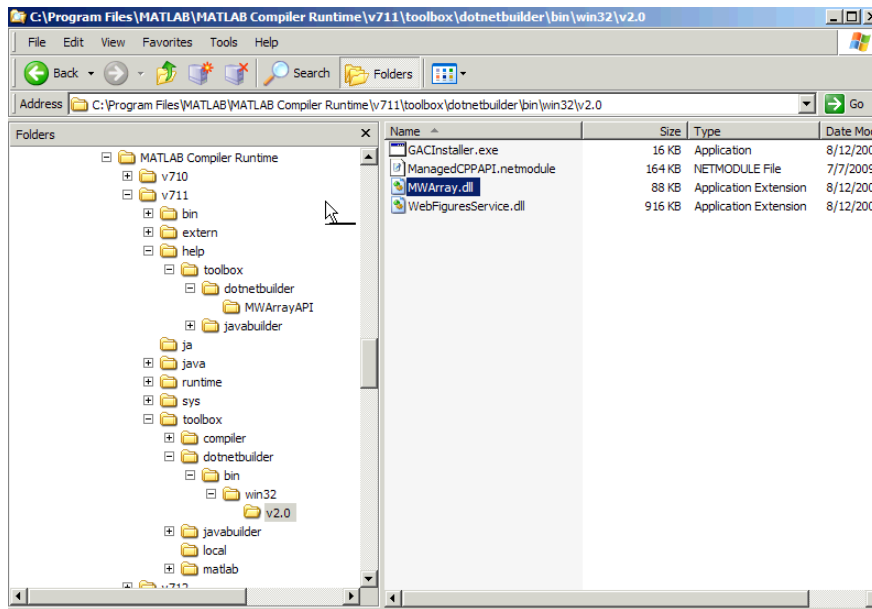 C:\Program Files\MATLAB\MATLAB Compiler Runtime\v711\toolbox\dotnetbuilder\bin\win32\v2.0
File Edit View Favorites Tools Help
Back Search Folders
Address C:\Program Files\MATLAB\MATLAB Compiler Runtime\v711\toolbox\dotnetbuilder\bin\win32\v2.0 Go
Folders x
MATLAB Compiler Runtime
v710
v711
bin
extern
help
toolbox
dotnetbuilder
MWArrayAPI
javabuilder
ja
java
runtime
sys
toolbox
compiler
dotnetbuilder
bin
win32
v2.0
javabuilder
local
matlab
v712
Name Size Type Date Mod
GACInstaller.exe 16 KB Application 8/12/200
ManagedCPPAPI.netmodule 164 KB NETMODULE File 7/7/2009
MWArray.dll 88 KB Application Extension 8/12/200
WebFiguresService.dll 916 KB Application Extension 8/12/200